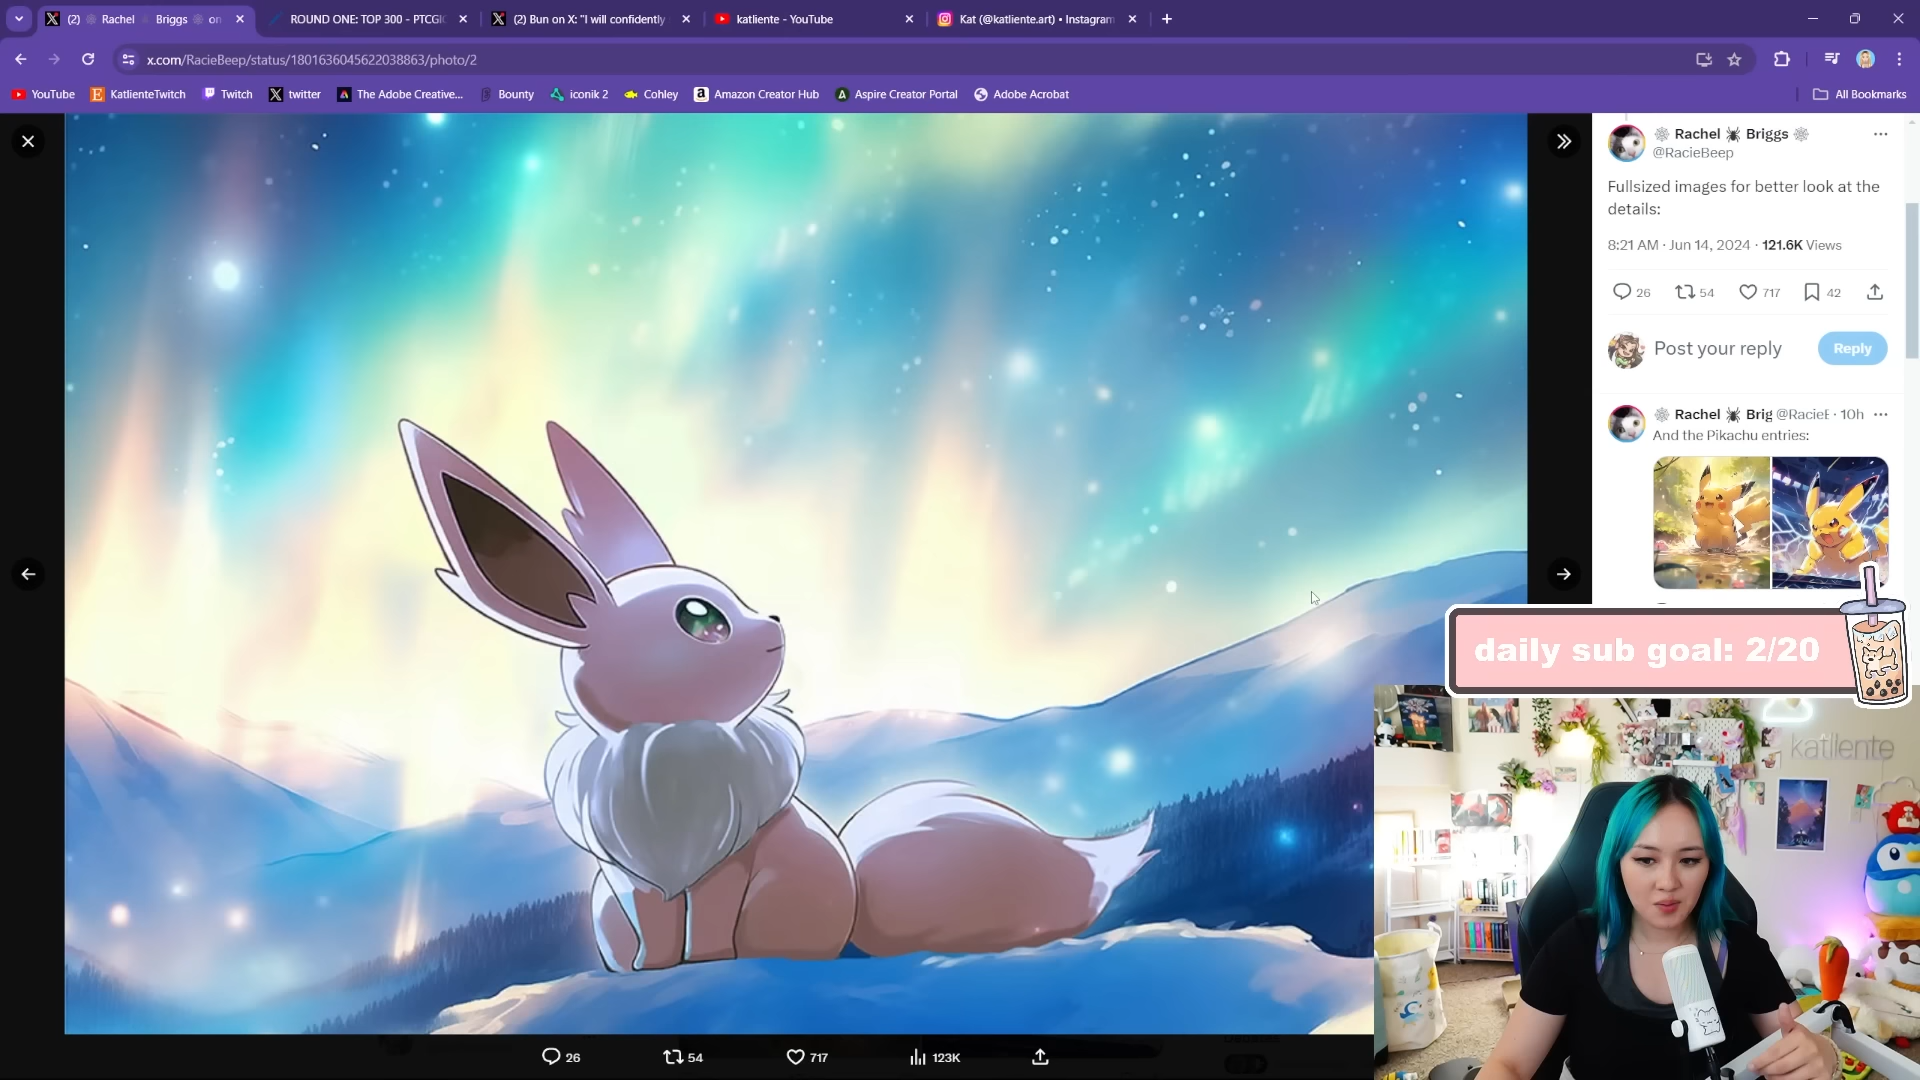 (2) Rachel Briggs on
ROUND ONE: TOP 300 - PTCGI
(2) Bun on X: "I will confidently
katliente - YouTube
Kat (@katliente.art) • Instagram
x.com/RacieBeep/status/1801636045622038863/photo/2
YouTube
KatlienteTwitch
Twitch
twitter
The Adobe Creative...
Bounty
iconik 2
Cohley
Amazon Creator Hub
Aspire Creator Portal
Adobe Acrobat
All Bookmarks
Rachel Briggs
@RacieBeep
Fullsized images for better look at the
details:
8:21 AM · Jun 14, 2024 · 121.6K Views
26 54 717 42
Post your reply
Reply
Rachel Brig @RacieB · 10h
And the Pikachu entries:
daily sub goal: 2/20
katliente
26 54 717 123K